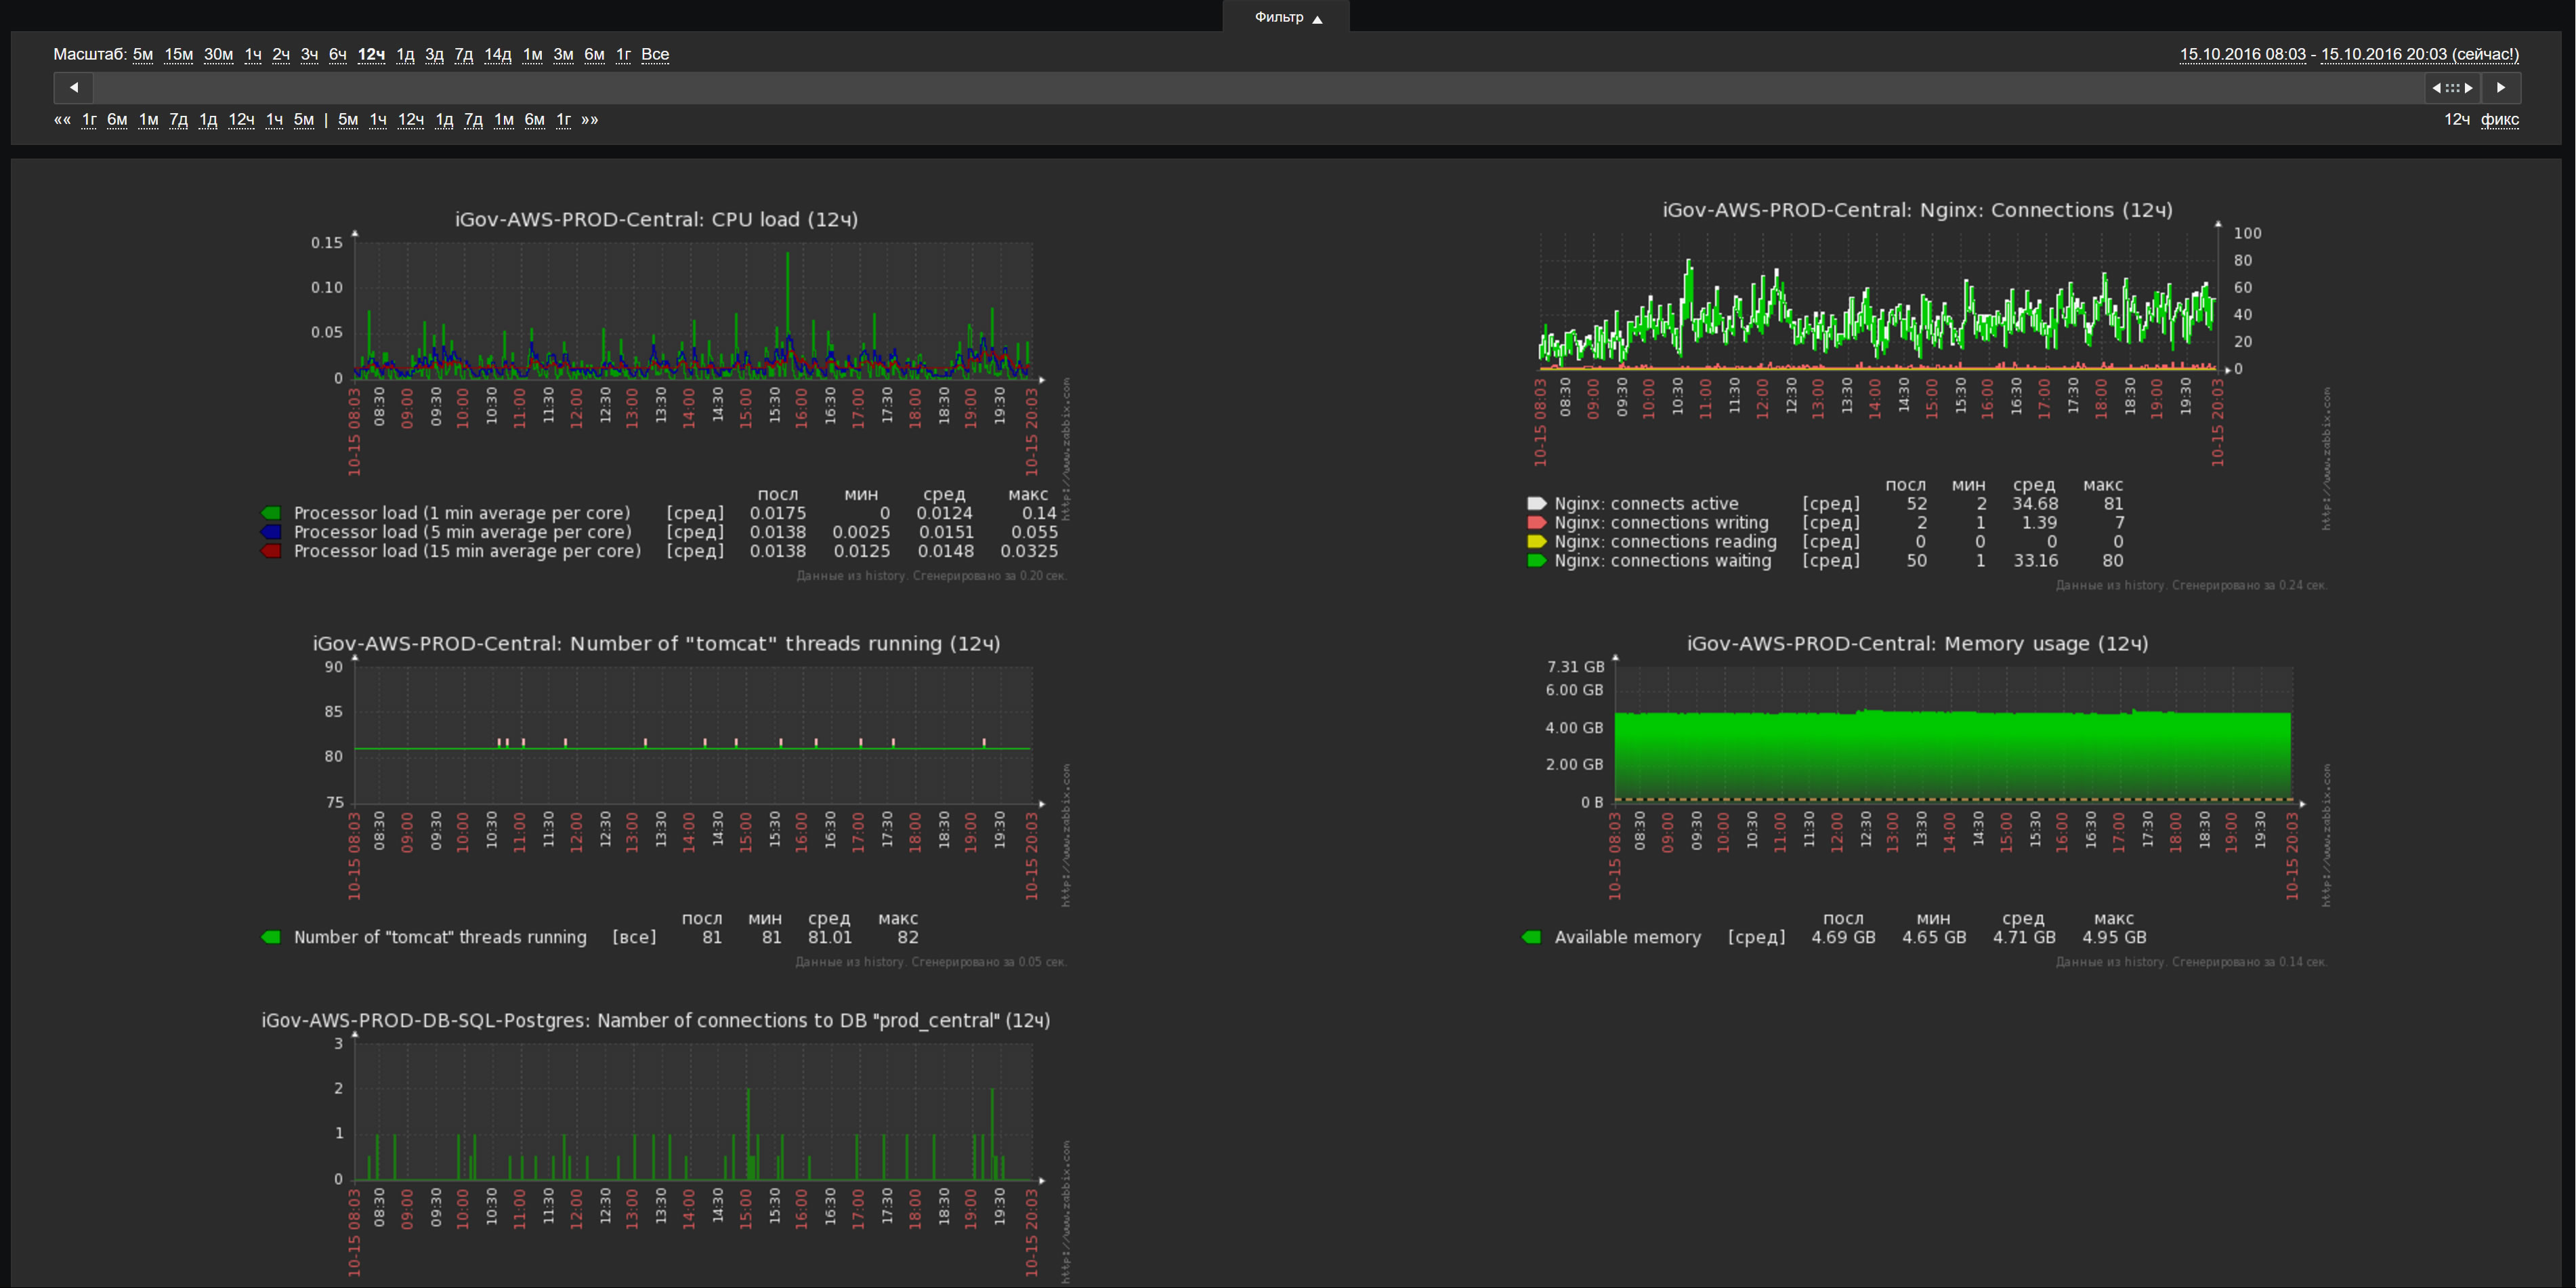 Фильтр ▲
Масштаб: 5м 15м 30м 1ч 2ч 3ч 6ч 12ч 1д 3д 7д 14д 1м 3м 6м 1г Все
15.10.2016 08:03 - 15.10.2016 20:03 (сейчас!)
«« 1г 6м 1м 7д 1д 12ч 1ч 5м | 5м 1ч 12ч 1д 7д 1м 6м 1г »»
12ч фикс
iGov-AWS-PROD-Central: CPU load (12ч)
0.15
0.10
0.05
0
10-15 08:03 08:30 09:00 09:30 10:00 10:30 11:00 11:30 12:00 12:30 13:00 13:30 14:00 14:30 15:00 15:30 16:00 16:30 17:00 17:30 18:00 18:30 19:00 19:30 10-15 20:03
http://www.zabbix.com
посл мин сред макс
Processor load (1 min average per core) [сред] 0.0175 0 0.0124 0.14
Processor load (5 min average per core) [сред] 0.0138 0.0025 0.0151 0.055
Processor load (15 min average per core) [сред] 0.0138 0.0125 0.0148 0.0325
Данные из history. Сгенерировано за 0.20 сек.
iGov-AWS-PROD-Central: Nginx: Connections (12ч)
100
80
60
40
20
0
10-15 08:03 08:30 09:00 09:30 10:00 10:30 11:00 11:30 12:00 12:30 13:00 13:30 14:00 14:30 15:00 15:30 16:00 16:30 17:00 17:30 18:00 18:30 19:00 19:30 10-15 20:03
http://www.zabbix.com
посл мин сред макс
Nginx: connects active [сред] 52 2 34.68 81
Nginx: connections writing [сред] 2 1 1.39 7
Nginx: connections reading [сред] 0 0 0 0
Nginx: connections waiting [сред] 50 1 33.16 80
Данные из history. Сгенерировано за 0.24 сек.
iGov-AWS-PROD-Central: Number of "tomcat" threads running (12ч)
90
85
80
75
10-15 08:03 08:30 09:00 09:30 10:00 10:30 11:00 11:30 12:00 12:30 13:00 13:30 14:00 14:30 15:00 15:30 16:00 16:30 17:00 17:30 18:00 18:30 19:00 19:30 10-15 20:03
http://www.zabbix.com
посл мин сред макс
Number of "tomcat" threads running [все] 81 81 81.01 82
Данные из history. Сгенерировано за 0.05 сек.
iGov-AWS-PROD-Central: Memory usage (12ч)
7.31 GB
6.00 GB
4.00 GB
2.00 GB
0 B
10-15 08:03 08:30 09:00 09:30 10:00 10:30 11:00 11:30 12:00 12:30 13:00 13:30 14:00 14:30 15:00 15:30 16:00 16:30 17:00 17:30 18:00 18:30 19:00 19:30 10-15 20:03
http://www.zabbix.com
посл мин сред макс
Available memory [сред] 4.69 GB 4.65 GB 4.71 GB 4.95 GB
Данные из history. Сгенерировано за 0.14 сек.
iGov-AWS-PROD-DB-SQL-Postgres: Namber of connections to DB "prod_central" (12ч)
3
2
1
0
10-15 08:03 08:30 09:00 09:30 10:00 10:30 11:00 11:30 12:00 12:30 13:00 13:30 14:00 14:30 15:00 15:30 16:00 16:30 17:00 17:30 18:00 18:30 19:00 19:30 10-15 20:03
http://www.zabbix.com